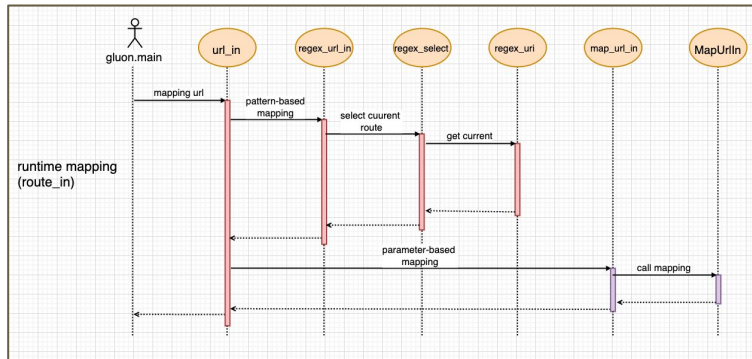 gluon.main
url_in
regex_url_in
regex_select
regex_uri
map_url_in
MapUrlIn
mapping url
pattern-based
mapping
select cuurent
route
get current
runtime mapping
(route_in)
parameter-based
mapping
call mapping